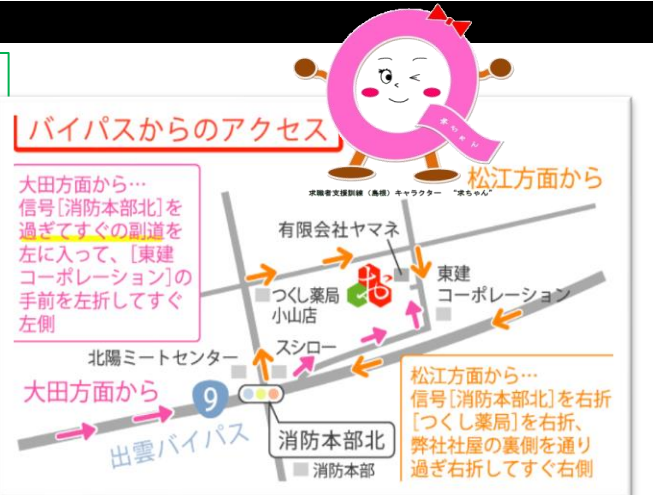 求職者支援訓練(島根)キャラクター "求ちゃん"
バイパスからのアクセス
大田方面から…
信号[消防本部北]を
過ぎてすぐの副道を
左に入って、[東建
コーポレーション]の
手前を左折してすぐ
左側
松江方面から
有限会社ヤマネ
東建
コーポレーション
つくし薬局
小山店
スシロー
北陽ミートセンター
大田方面から
9
出雲バイパス
消防本部北
消防本部
松江方面から…
信号[消防本部北]を右折
[つくし薬局]を右折、
弊社社屋の裏側を通り
過ぎ右折してすぐ右側